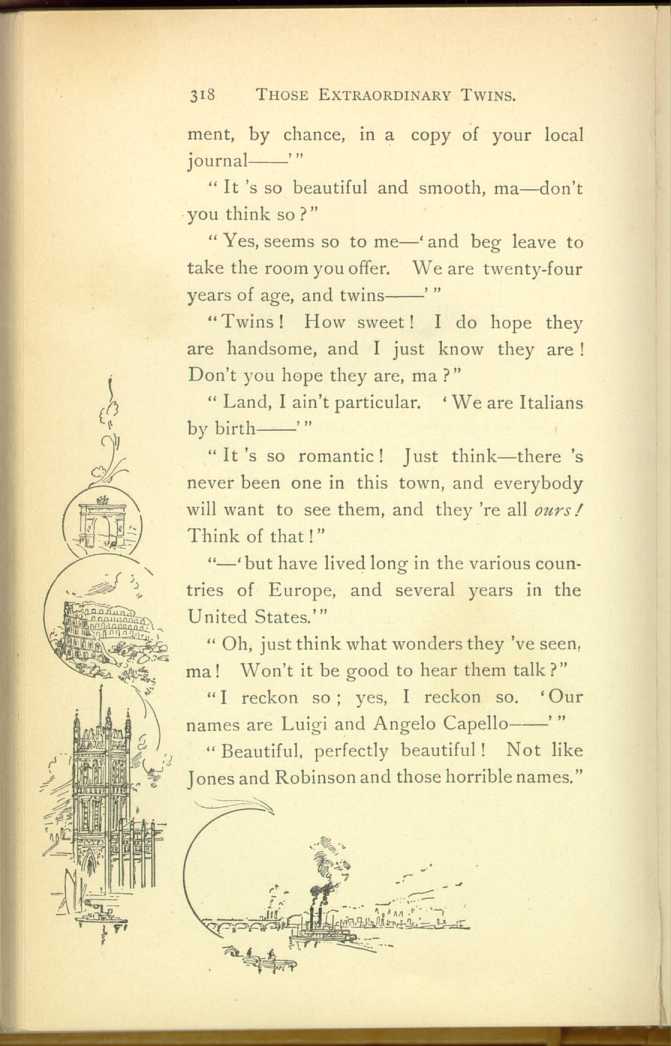 318 THOSE EXTRAORDINARY TWINS.
ment, by chance, in a copy of your local
journal——' "
" It 's so beautiful and smooth, ma—don't
you think so ? "
" Yes, seems so to me—' and beg leave to
take the room you offer. We are twenty-four
years of age, and twins——' "
" Twins ! How sweet ! I do hope they
are handsome, and I just know they are !
Don't you hope they are, ma ? "
" Land, I ain't particular. ' We are Italians
by birth——' "
" It 's so romantic ! Just think—there 's
never been one in this town, and everybody
will want to see them, and they 're all ours !
Think of that ! "
"—' but have lived long in the various coun-
tries of Europe, and several years in the
United States.' "
" Oh, just think what wonders they 've seen,
ma ! Won't it be good to hear them talk ? "
" I reckon so ; yes, I reckon so. ' Our
names are Luigi and Angelo Capello——' "
" Beautiful, perfectly beautiful ! Not like
Jones and Robinson and those horrible names."